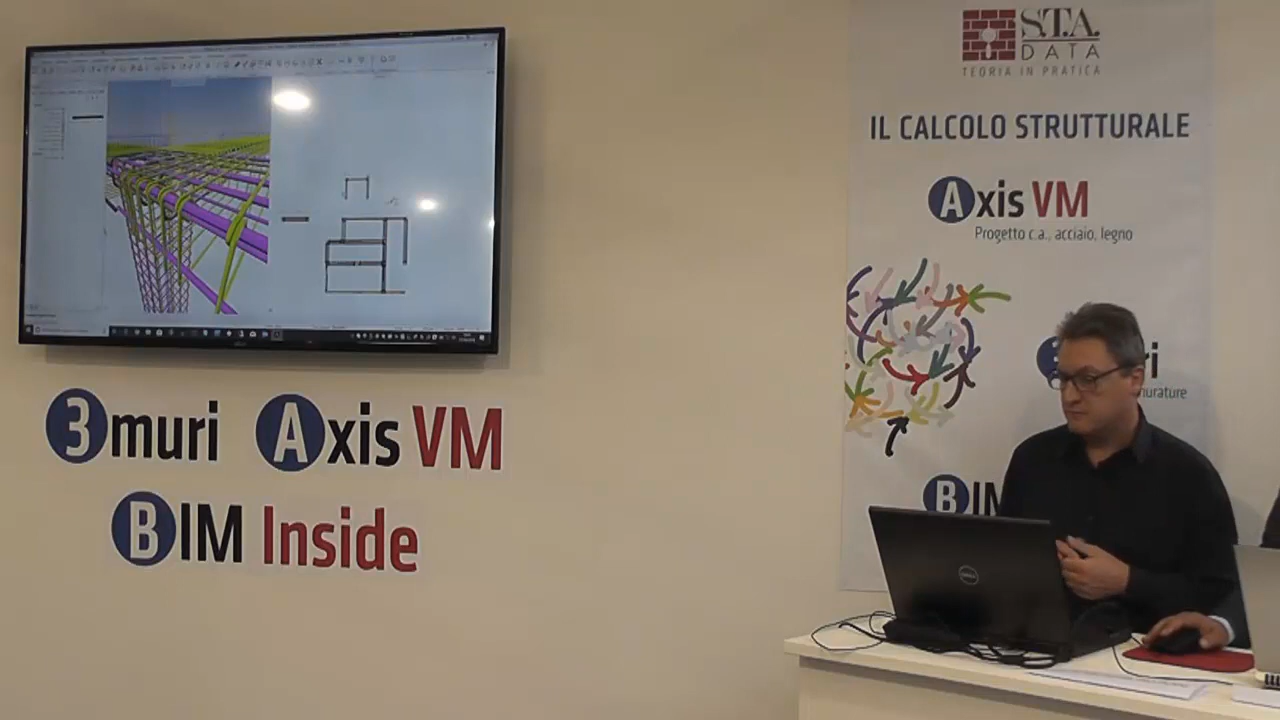 S.T.A.
DATA
TEORIA IN PRATICA
IL CALCOLO STRUTTURALE
Axis VM
Progetto c.a., acciaio, legno
3muri Axis VM
BIM Inside
DELL